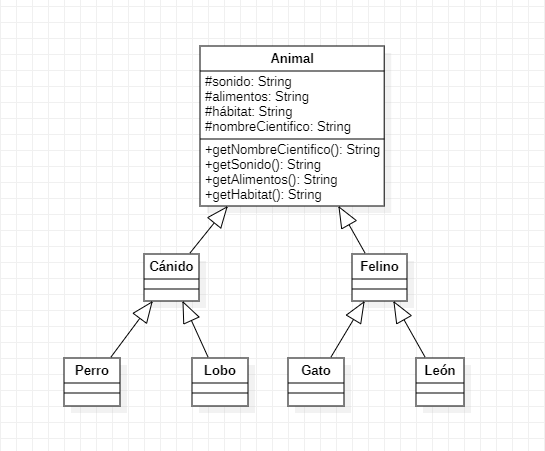 Animal
#sonido: String
#alimentos: String
#hábitat: String
#nombreCientifico: String
+getNombreCientifico(): String
+getSonido(): String
+getAlimentos(): String
+getHabitat(): String
Cánido
Felino
Perro
Lobo
Gato
León